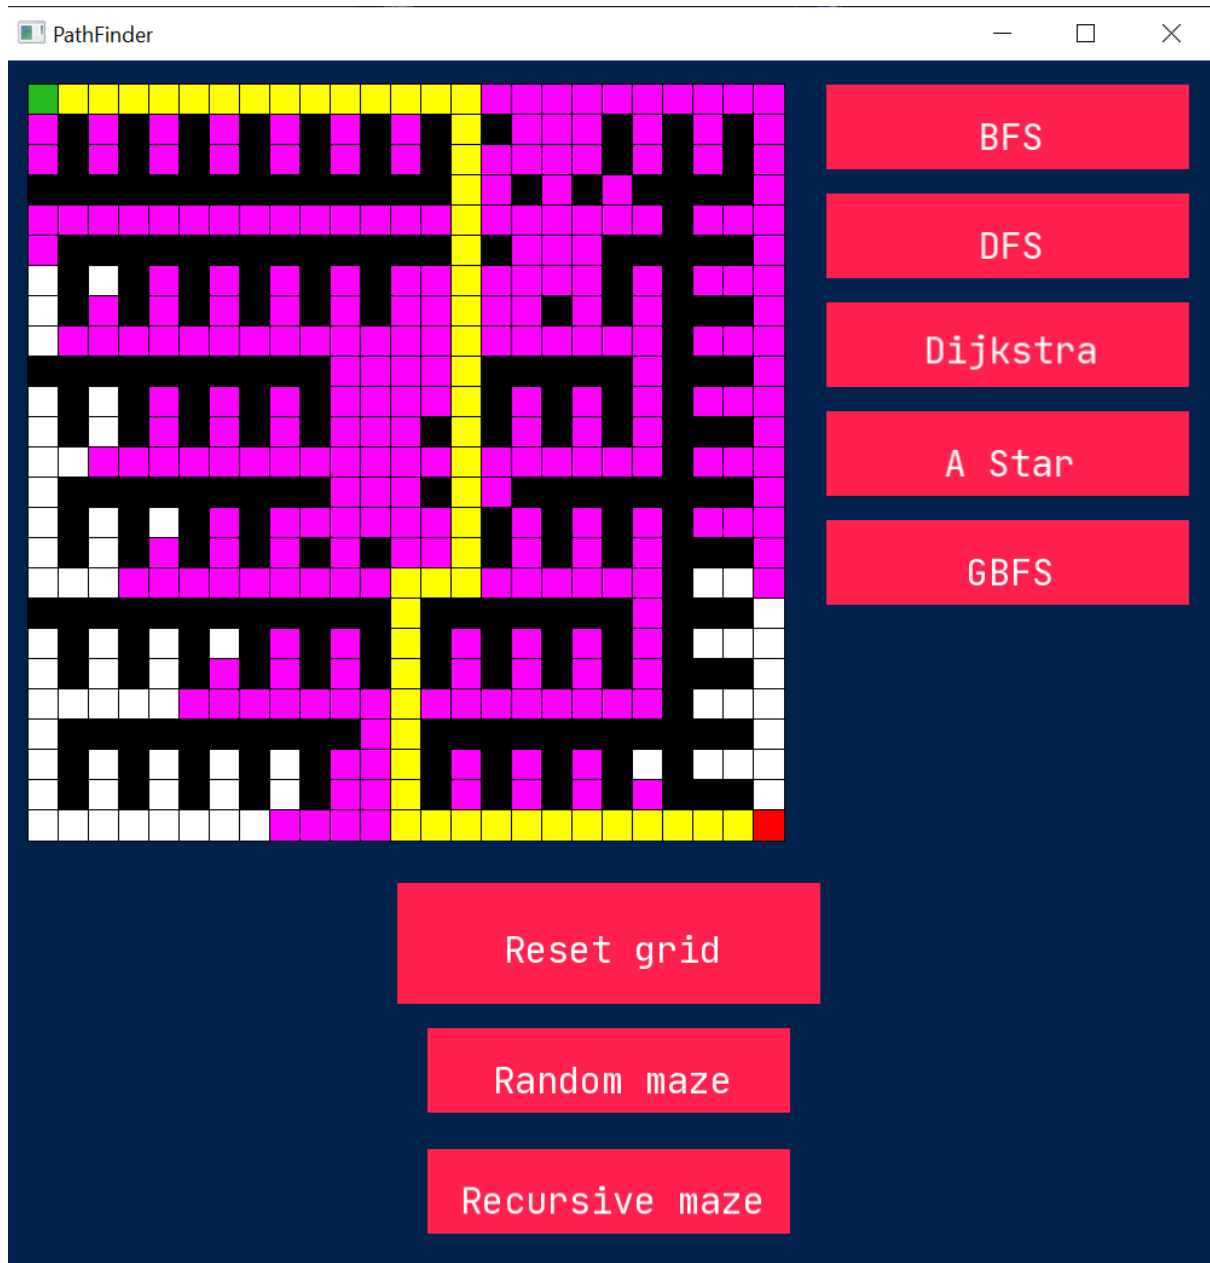 PathFinder
BFS
DFS
Dijkstra
A Star
GBFS
Reset grid
Random maze
Recursive maze